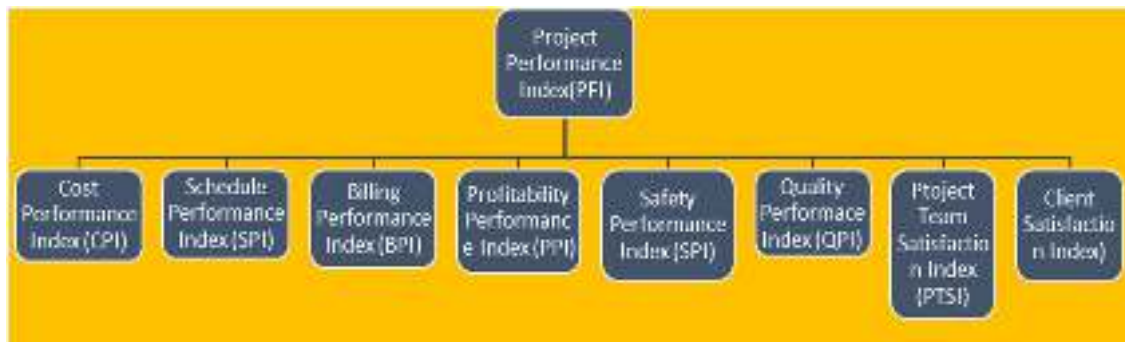 Project
Performance
Index(PFI)
Cost
Performance
Index (CPI)
Schedule
Performance
Index (SPI)
Billing
Performance
Index (BPI)
Profitability
Performanc
e Index (PPI)
Safety
Performance
Index (SPI)
Quality
Performace
Index (QPI)
Ptoject
Team
Satisfactio
n Index
(PTSI)
Client
Satisfactio
n Index)